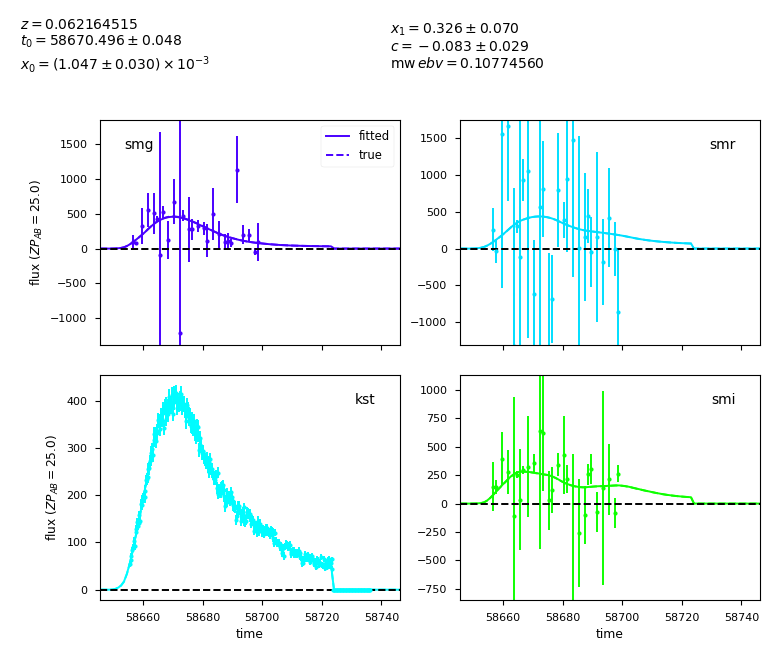 z = 0.062164515
t₀ = 58670.496 ± 0.048
x₀ = (1.047 ± 0.030) × 10⁻³
x₁ = 0.326 ± 0.070
c = −0.083 ± 0.029
mw ebv = 0.10774560
smg
fitted
true
1500
1000
500
0
−500
−1000
flux (ZP_AB = 25.0)
smr
1500
1000
500
0
−500
−1000
kst
400
300
200
100
0
flux (ZP_AB = 25.0)
58660 58680 58700 58720 58740
time
smi
1000
750
500
250
0
−250
−500
−750
58660 58680 58700 58720 58740
time